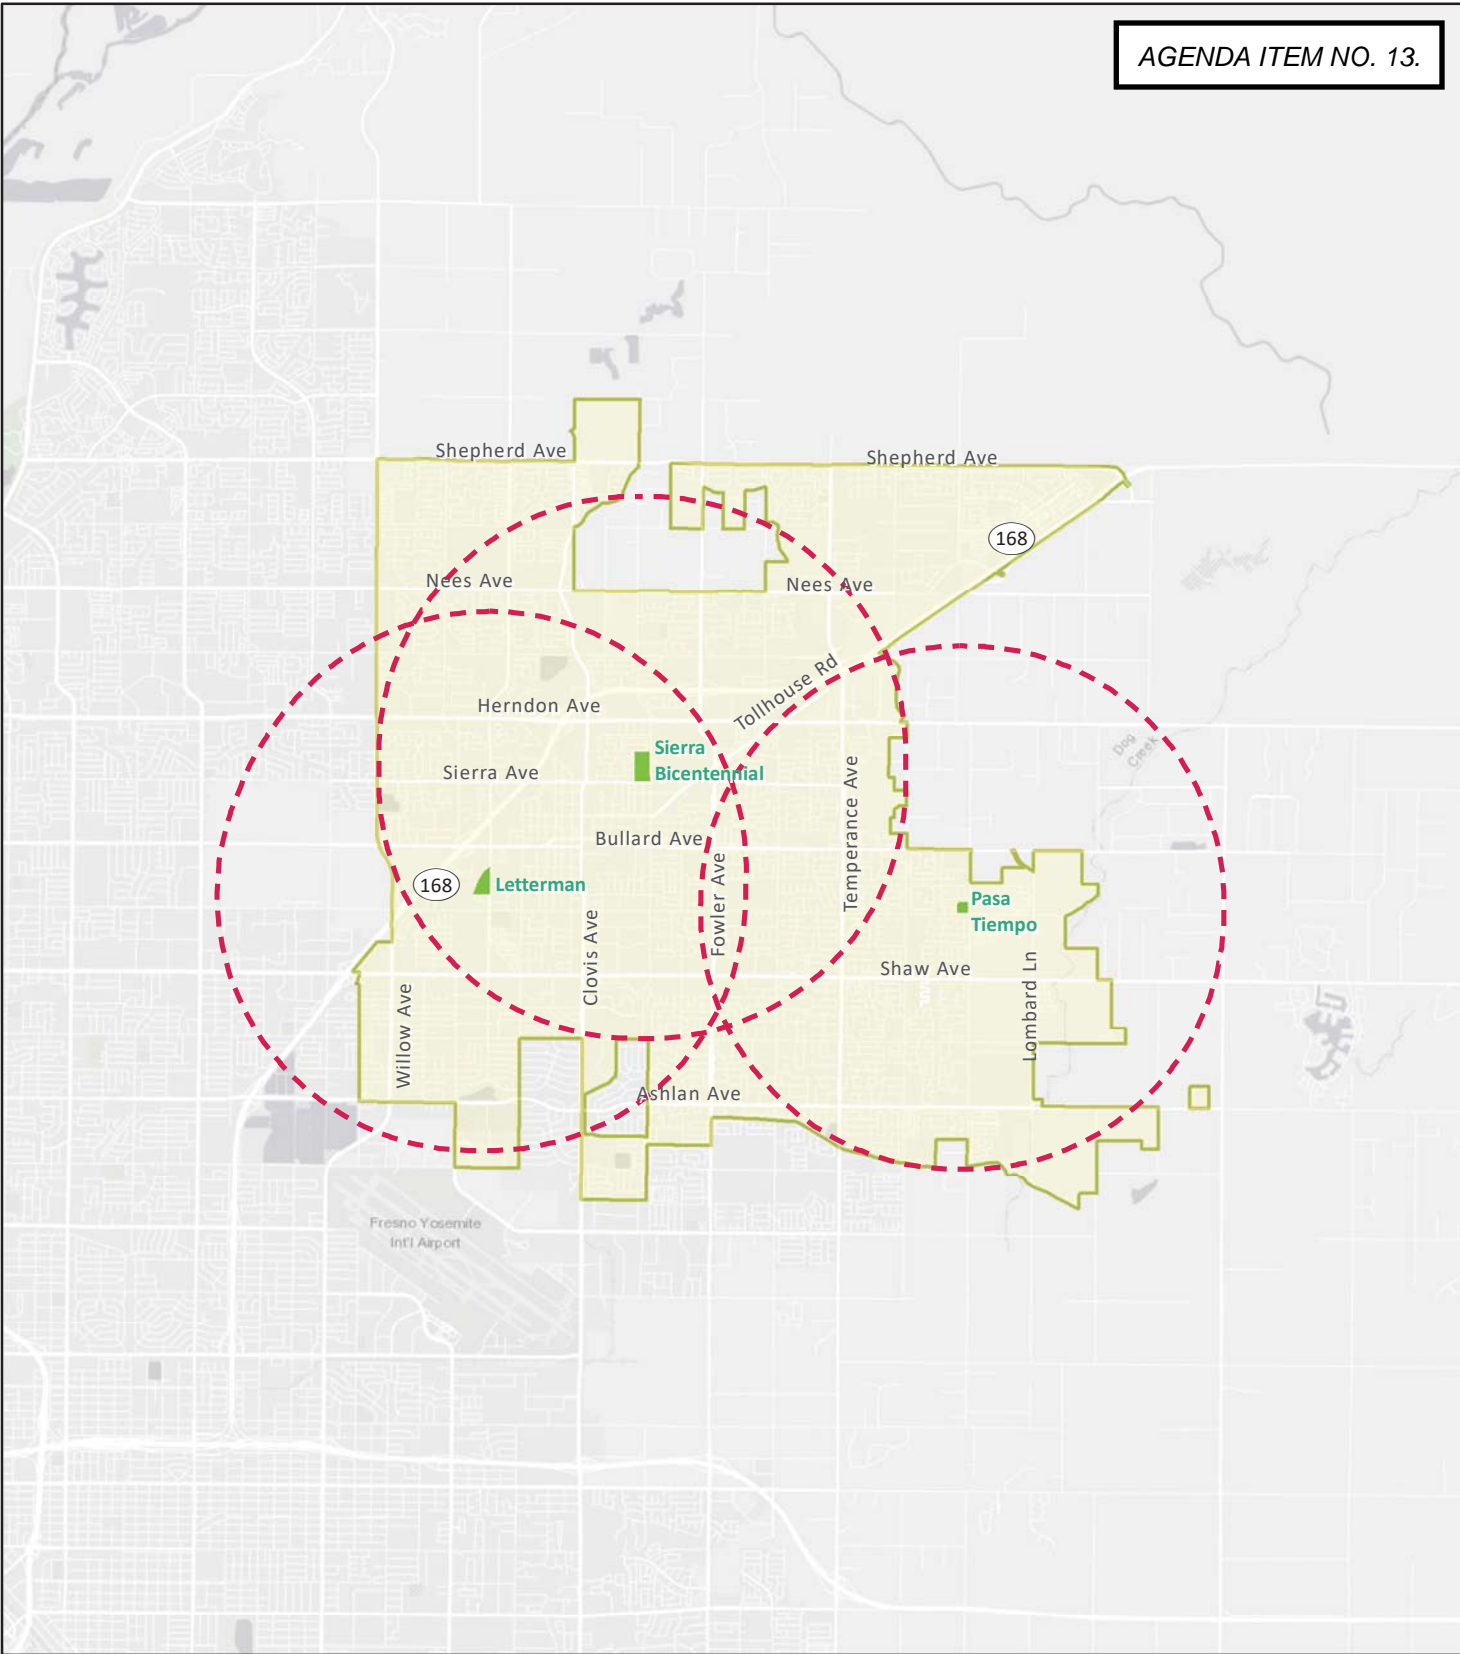 AGENDA ITEM NO. 13.
Shepherd Ave
Shepherd Ave
168
Nees Ave
Nees Ave
Tollhouse Rd
Herndon Ave
Sierra
Bicentennial
Sierra Ave
Dog
Creek
Temperance Ave
Bullard Ave
Fowler Ave
168
Letterman
Pasa
Tiempo
Clovis Ave
Shaw Ave
Lombard Ln
Willow Ave
Ashlan Ave
Fresno Yosemite
Int'l Airport